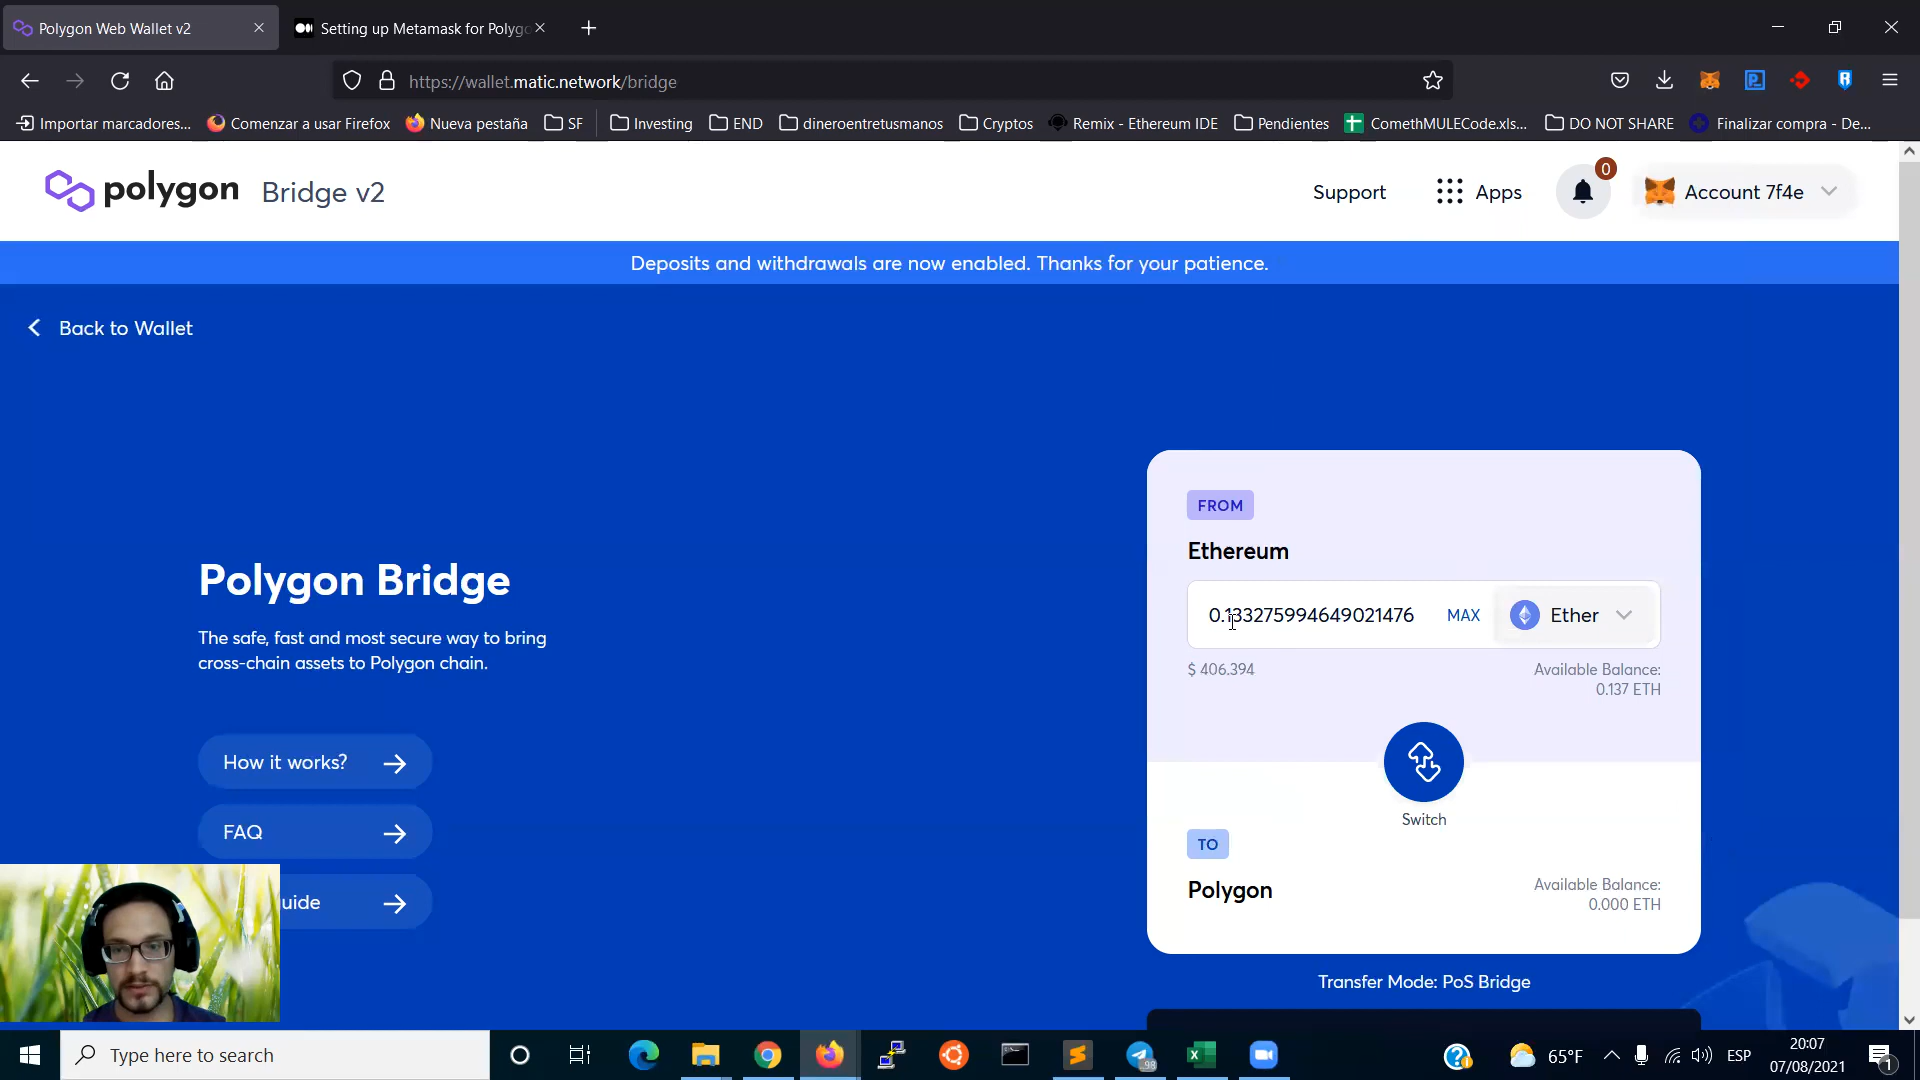 Polygon Web Wallet v2
Setting up Metamask for Polyg
https://wallet.matic.network/bridge
Importar marcadores...
Comenzar a usar Firefox
Nueva pestaña
SF
Investing
END
dineroentretusmanos
Cryptos
Remix - Ethereum IDE
Pendientes
ComethMULECode.xls...
DO NOT SHARE
Finalizar compra - De...
polygon Bridge v2
Support
Apps
0
Account 7f4e
Deposits and withdrawals are now enabled. Thanks for your patience.
Back to Wallet
Polygon Bridge
The safe, fast and most secure way to bring
cross-chain assets to Polygon chain.
How it works?
FAQ
uide
FROM
Ethereum
0.133275994649021476
MAX
Ether
$ 406.394
Available Balance:
0.137 ETH
Switch
TO
Polygon
Available Balance:
0.000 ETH
Transfer Mode: PoS Bridge
Type here to search
98
65°F
ESP
20:07
07/08/2021
1